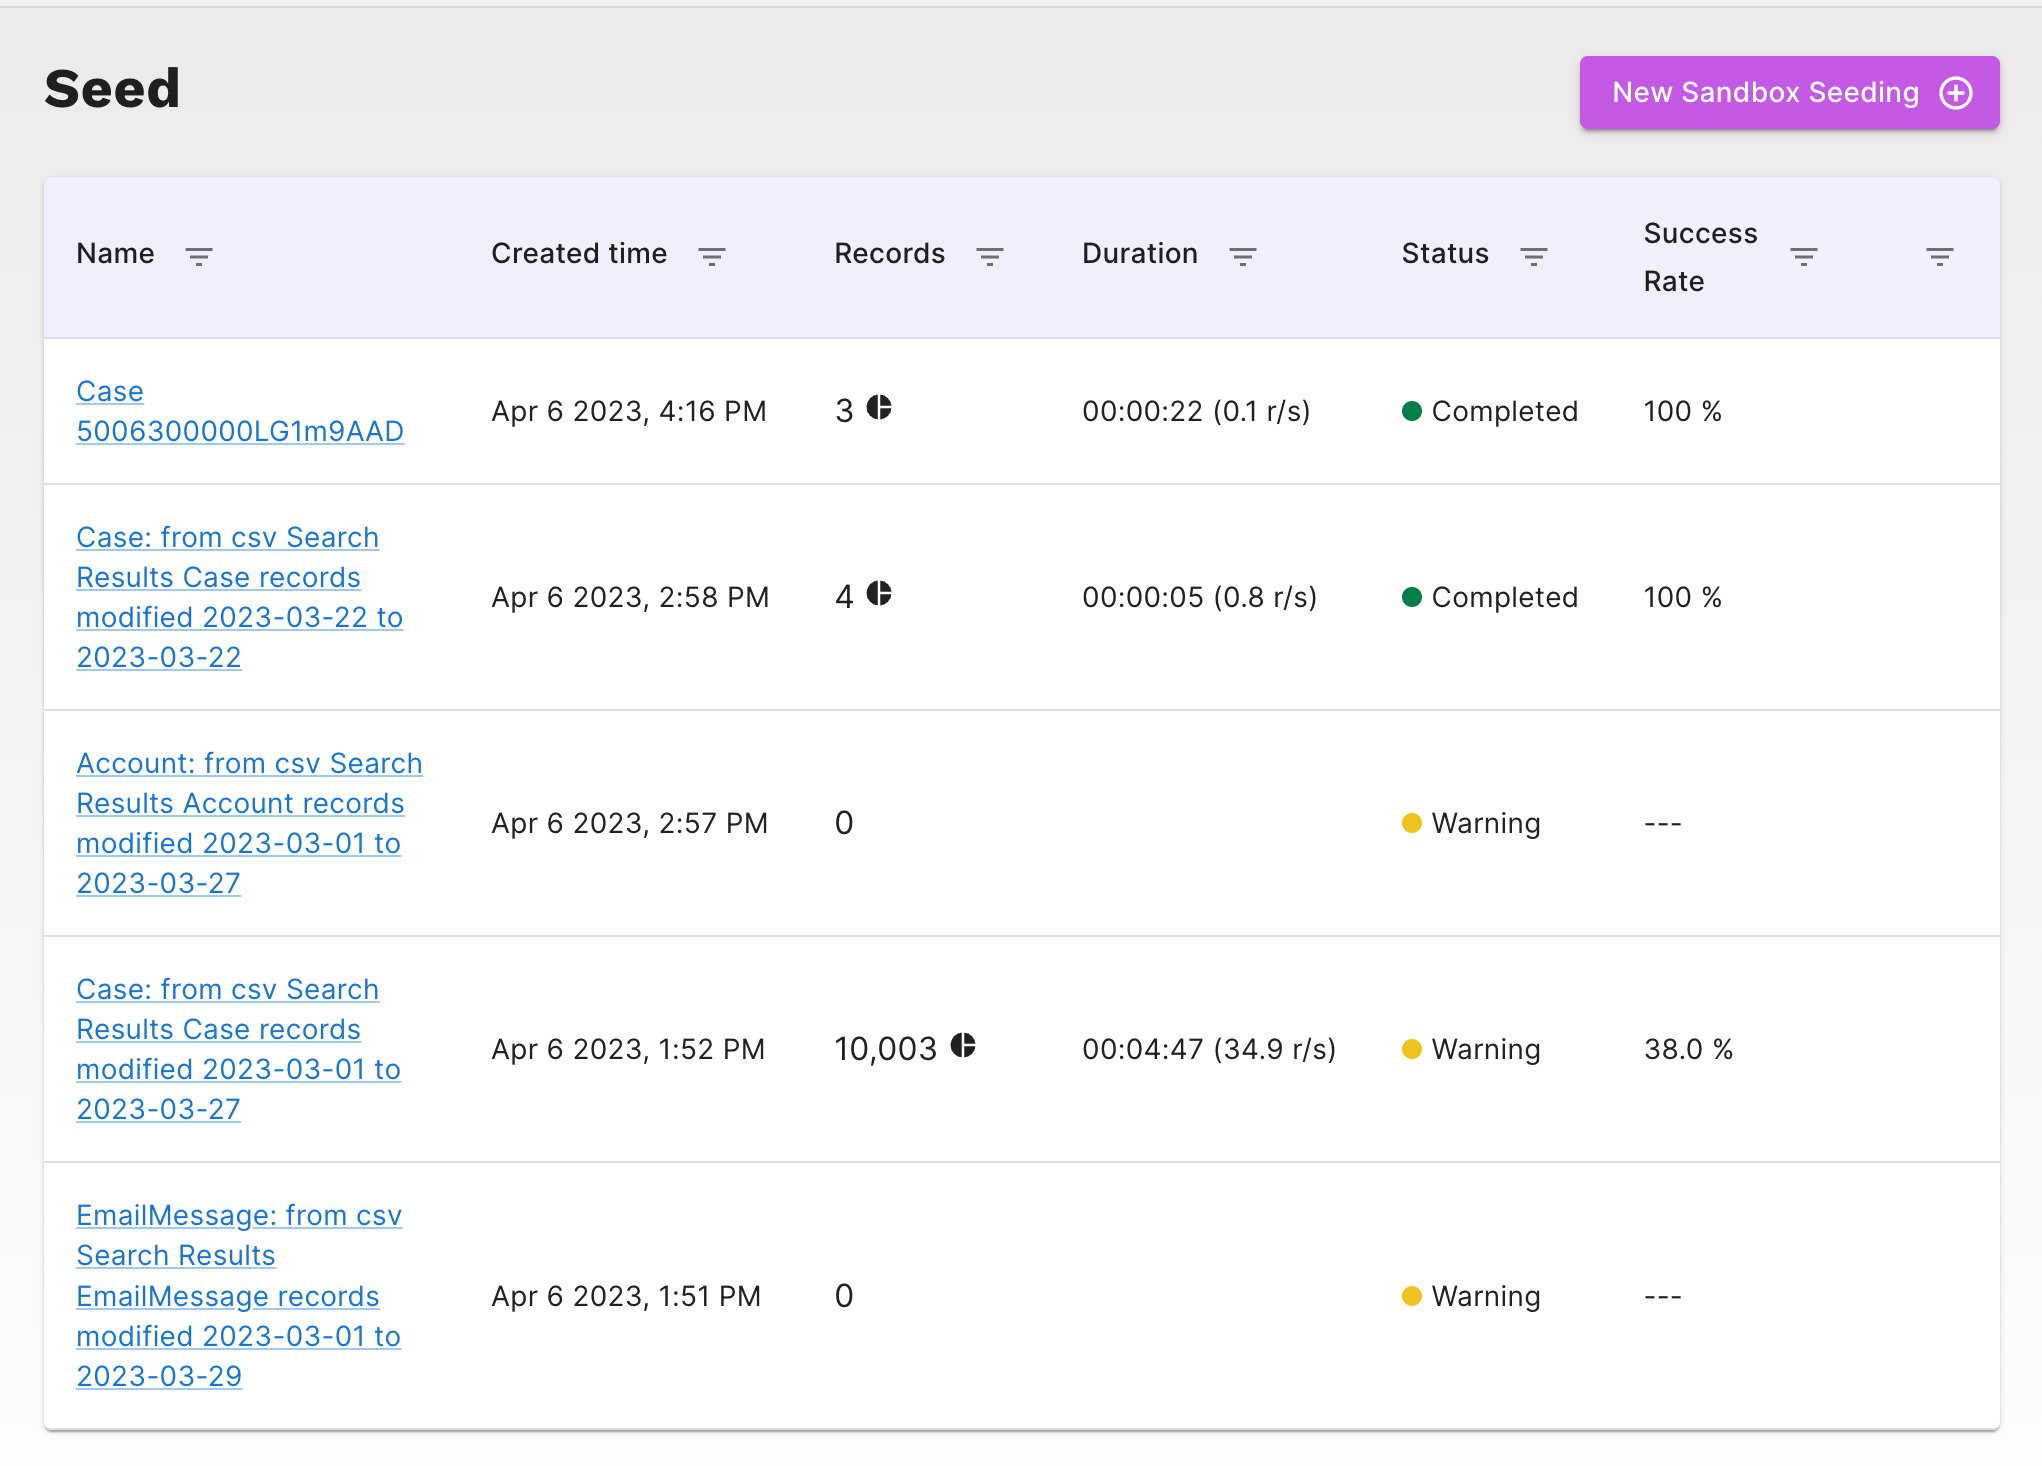 Seed
New Sandbox Seeding
Name
Created time
Records
Duration
Status
Success
Rate
Case
5006300000LG1m9AAD
Apr 6 2023, 4:16 PM
3
00:00:22 (0.1 r/s)
Completed
100 %
Case: from csv Search
Results Case records
modified 2023-03-22 to
2023-03-22
Apr 6 2023, 2:58 PM
4
00:00:05 (0.8 r/s)
Completed
100 %
Account: from csv Search
Results Account records
modified 2023-03-01 to
2023-03-27
Apr 6 2023, 2:57 PM
0
Warning
---
Case: from csv Search
Results Case records
modified 2023-03-01 to
2023-03-27
Apr 6 2023, 1:52 PM
10,003
00:04:47 (34.9 r/s)
Warning
38.0 %
EmailMessage: from csv
Search Results
EmailMessage records
modified 2023-03-01 to
2023-03-29
Apr 6 2023, 1:51 PM
0
Warning
---